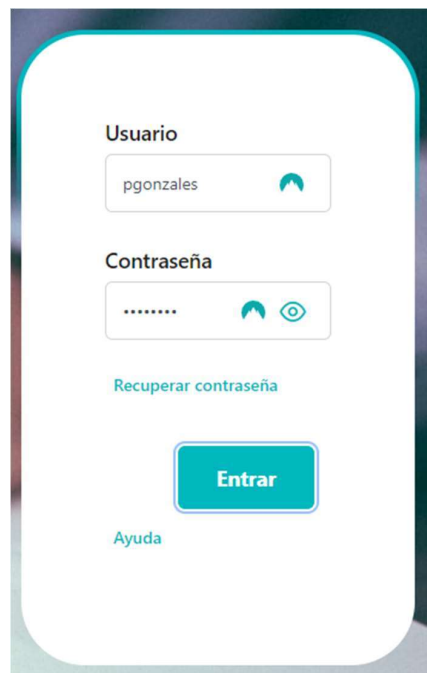 Usuario
pgonzales
Contraseña
••••••••
Recuperar contraseña
Entrar
Ayuda